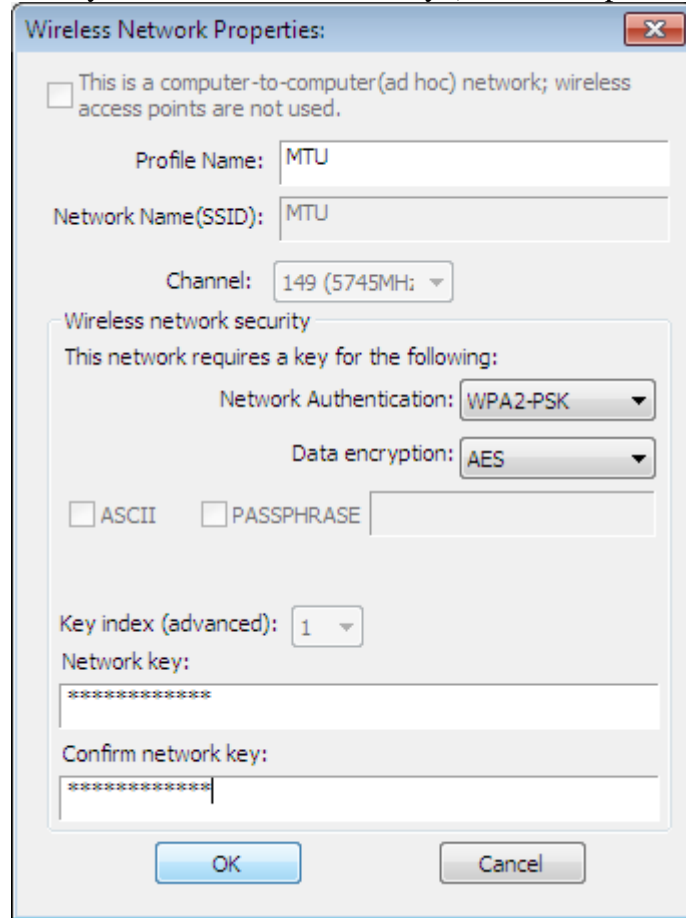 Wireless Network Properties:
This is a computer-to-computer(ad hoc) network; wireless
access points are not used.
Profile Name: MTU
Network Name(SSID): MTU
Channel: 149 (5745MHz
Wireless network security
This network requires a key for the following:
Network Authentication: WPA2-PSK
Data encryption: AES
ASCII PASSPHRASE
Key index (advanced): 1
Network key:
************
Confirm network key:
************
OK Cancel